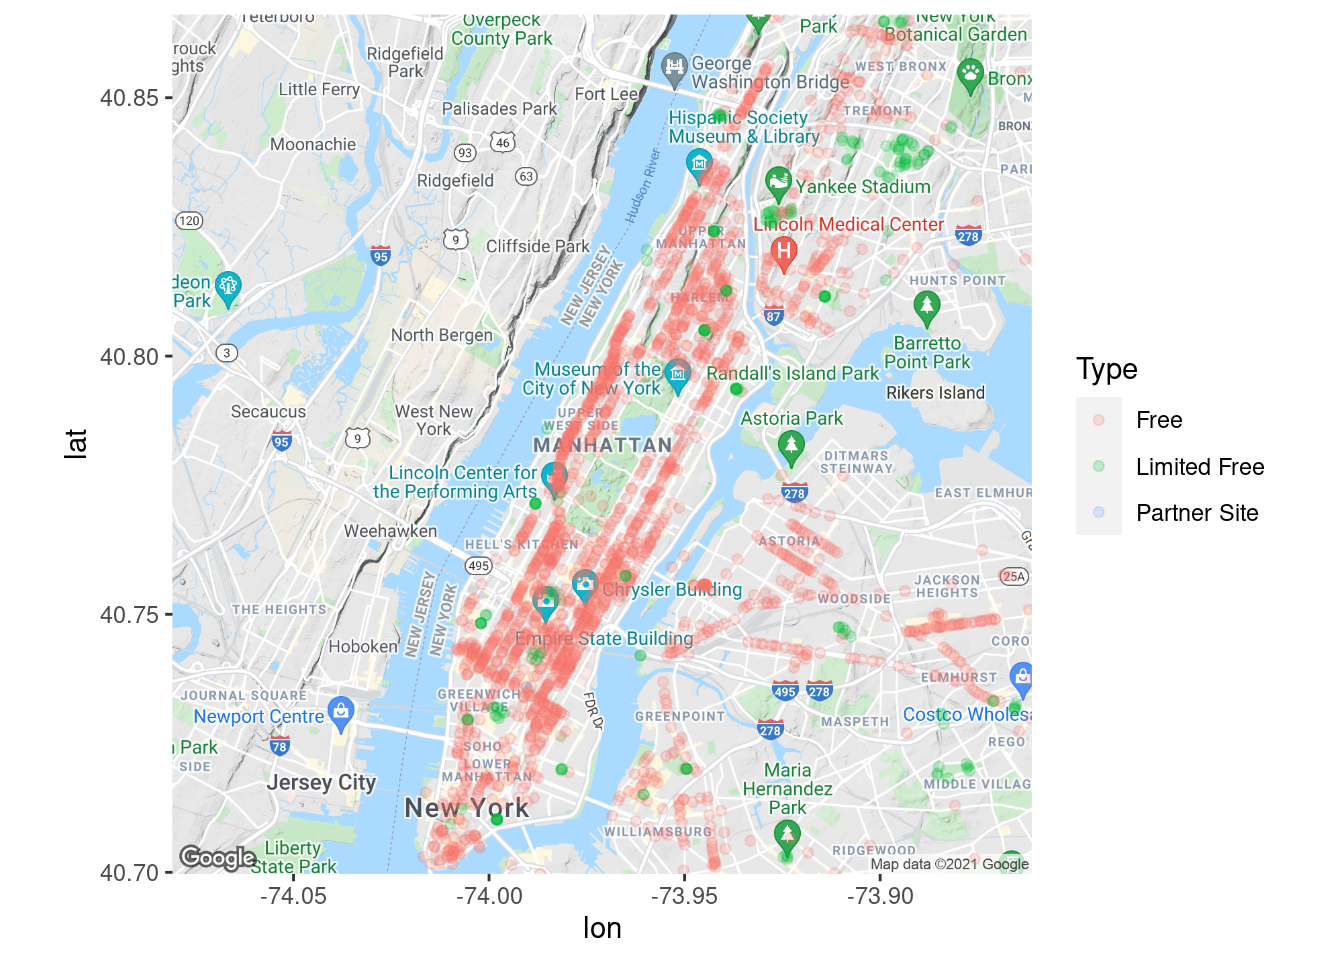 Teterboro
Overpeck
County Park
Park
New York
Botanical Garden
rouck
ghts
Ridgefield
Park
George
Washington Bridge
WEST BRONX
Bronx
Little Ferry
Fort Lee
40.85
Palisades Park
TREMONT
Hispanic Society
Museum & Library
BRON
Moonachie
46
93
Ridgefield
63
Hudson River
Yankee Stadium
PAR
120
9
UPPER
MANHATTAN
Lincoln Medical Center
278
Cliffside Park
95
H
NEW JERSEY
NEW YORK
deon
Park
HARLEM
HUNTS POINT
87
North Bergen
Barretto
Point Park
3
40.80
Museum of the
City of New York
Randall's Island Park
Rikers Island
Secaucus
West New
York
UPPER
WEST SIDE
Astoria Park
9
95
MANHATTAN
DITMARS
STEINWAY
Lincoln Center for
the Performing Arts
278
EAST ELMHUR
Weehawken
HELL'S KITCHEN
ASTORIA
495
25A
Chrysler Building
JACKSON
HEIGHTS
WOODSIDE
THE HEIGHTS
NEW JERSEY
NEW YORK
40.75
Hoboken
Empire State Building
CORO
ELMHURST
JOURNAL SQUARE
GREENWICH
VILLAGE
FDR Dr
495
278
Newport Centre
GREENPOINT
MASPETH
Costco Wholesa
278
78
n Park
SIDE
SOHO
LOWER
MANHATTAN
REGO
Jersey City
Maria
Hernandez
Park
MIDDLE VILLAG
New York
WILLIAMSBURG
RIDGEWOOD
Liberty
State Park
Google
Map data ©2021 Google
40.70
-74.05
-74.00
-73.95
-73.90
lon
lat
Type
Free
Limited Free
Partner Site